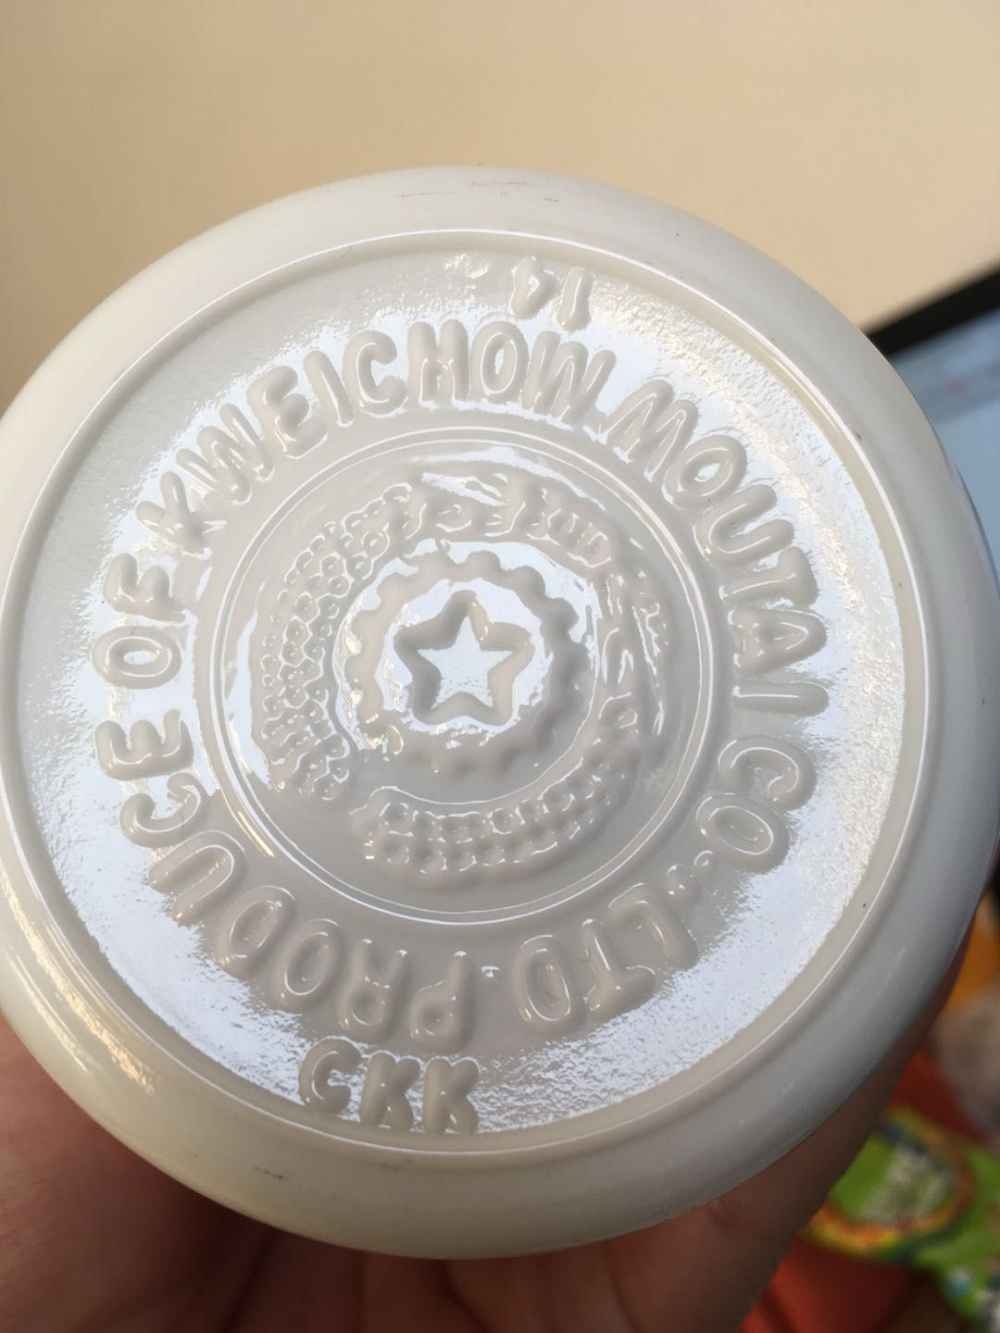 14
PRODUCE OF KWEICHOW MOUTAI CO., LTD.
CKK